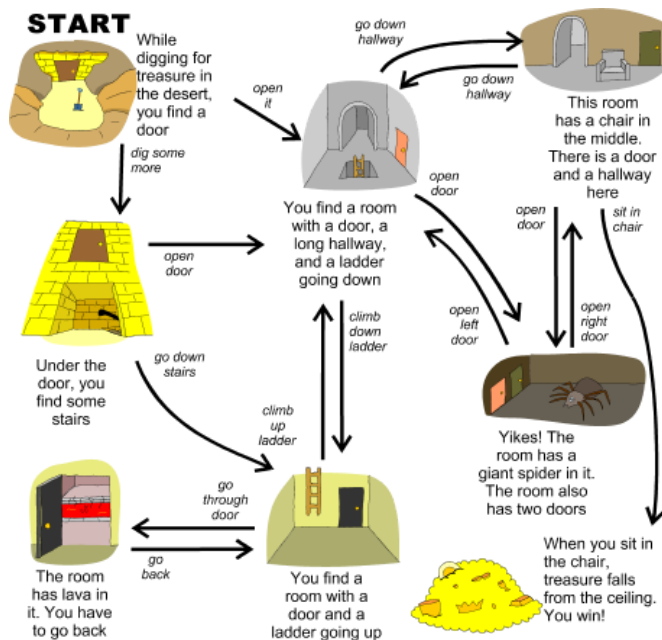 START
While
digging for
treasure in
the desert,
you find a
door
open
it
dig some
more
go down
hallway
go down
hallway
This room
has a chair in
the middle.
There is a door
and a hallway
here
You find a room
with a door, a
long hallway,
and a ladder
going down
open
door
open
door
sit in
chair
open
door
open
left
door
open
right
door
Under the
door, you
find some
stairs
go down
stairs
climb
down
ladder
climb
up
ladder
Yikes! The
room has a
giant spider in it.
The room also
has two doors
go
through
door
go
back
The room
has lava in
it. You have
to go back
You find a
room with a
door and a
ladder going up
When you sit in
the chair,
treasure falls
from the ceiling.
You win!